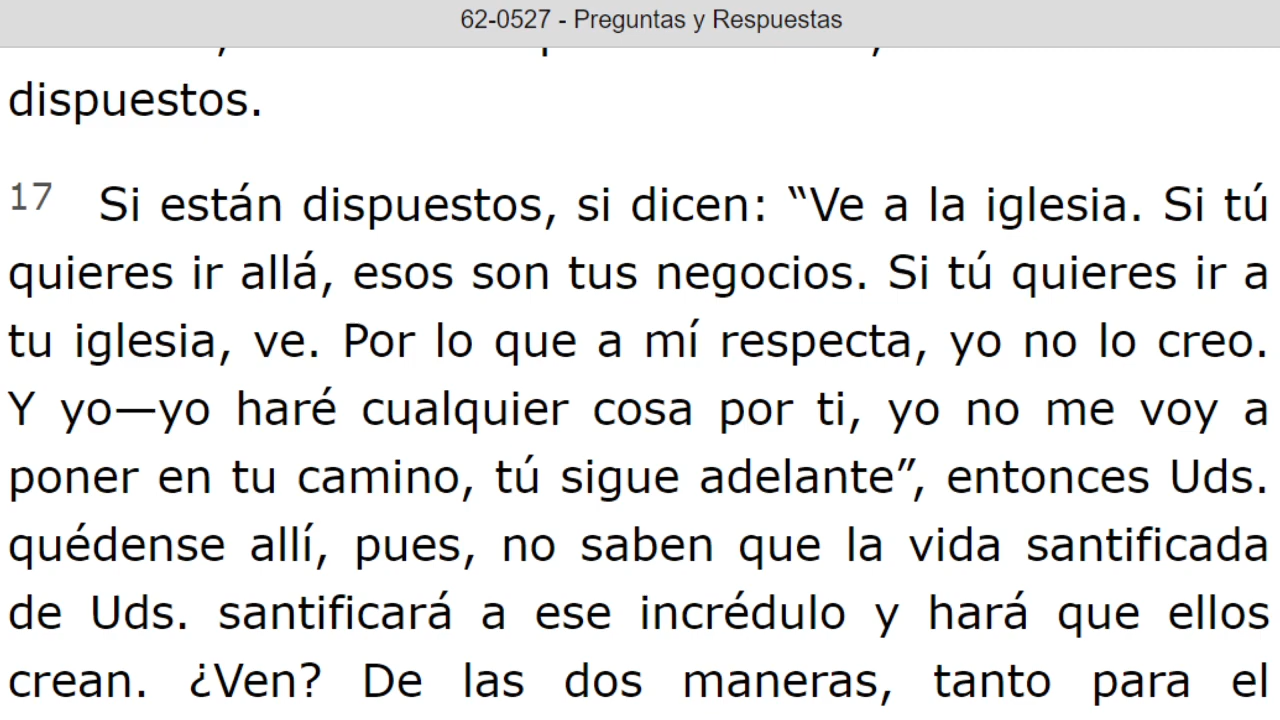 62-0527 - Preguntas y Respuestas
dispuestos.
17 Si están dispuestos, si dicen: “Ve a la iglesia. Si tú
quieres ir allá, esos son tus negocios. Si tú quieres ir a
tu iglesia, ve. Por lo que a mí respecta, yo no lo creo.
Y yo—yo haré cualquier cosa por ti, yo no me voy a
poner en tu camino, tú sigue adelante”, entonces Uds.
quédense allí, pues, no saben que la vida santificada
de Uds. santificará a ese incrédulo y hará que ellos
crean. ¿Ven? De las dos maneras, tanto para el